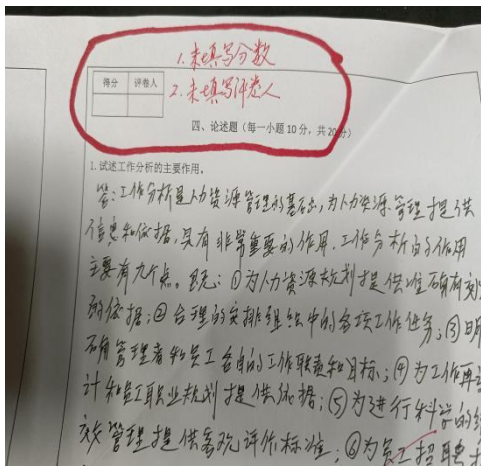 1.未填写分数
2.未填写评卷人
得分 评卷人
四、论述题(每一小题10分,共20分)
1.试述工作分析的主要作用。
答:工作分析是人力资源管理的基础,为人力资源管理提供
信息和依据,具有非常重要的作用。工作分析的作用
主要有九个点。既:①为人力资源规划提供准确有效
的依据;②合理的安排组织中的各项工作任务;③明
确管理者和员工各自的工作职责和目标;④为工作再设
计和员工职业规划提供依据;⑤为进行科学的绩
效管理提供客观评价标准;⑥为员工招聘和